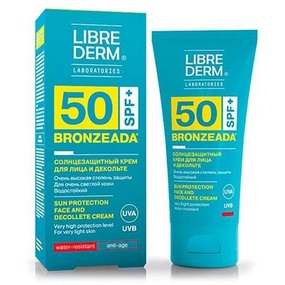 LIBRE
DERM
LABORATORIES
50
SPF+
BRONZEADA
СОЛНЦЕЗАЩИТНЫЙ КРЕМ
ДЛЯ ЛИЦА И ДЕКОЛЬТЕ
Очень высокая степень защиты
Для очень светлой кожи
Водостойкий
SUN PROTECTION
FACE AND
DECOLLETE CREAM
Very high protection level
For very light skin
UVA
UVB
water-resistant
anti-age
LIBRE
DERM
LABORATORIES
50
SPF+
BRONZEADA
СОЛНЦЕЗАЩИТНЫЙ
КРЕМ ДЛЯ ЛИЦА
И ДЕКОЛЬТЕ
SUN PROTECTION
FACE AND
DECOLLETE CREAM
UVA
UVB